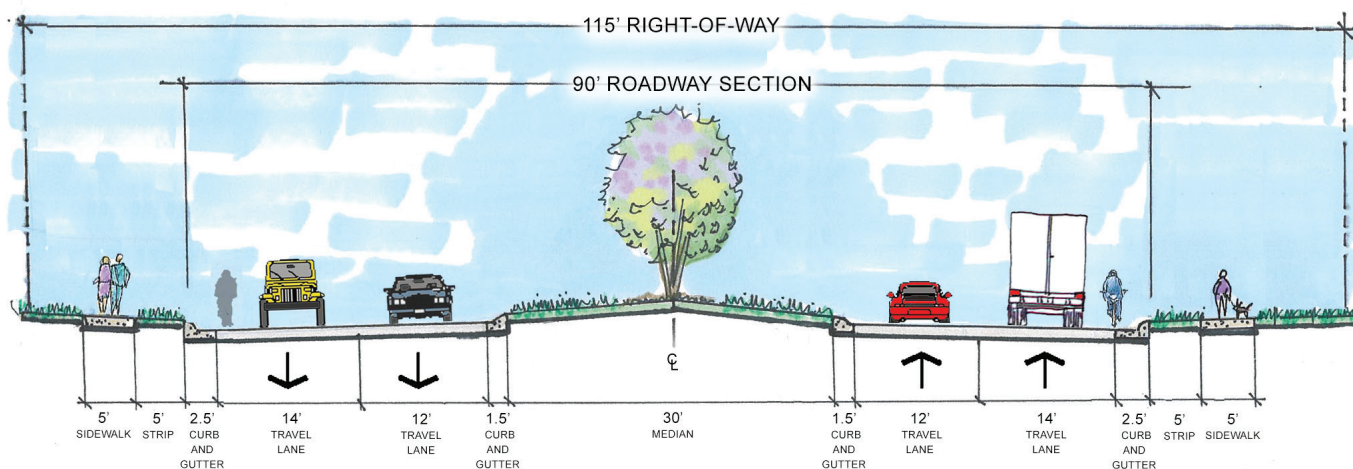 115' RIGHT-OF-WAY
90' ROADWAY SECTION
℄
5' 5' 2.5' 14' 12' 1.5' 30' 1.5' 12' 14' 2.5' 5' 5'
SIDEWALK STRIP CURB TRAVEL TRAVEL CURB MEDIAN CURB TRAVEL TRAVEL CURB STRIP SIDEWALK
AND LANE LANE AND AND LANE LANE AND
GUTTER GUTTER GUTTER GUTTER